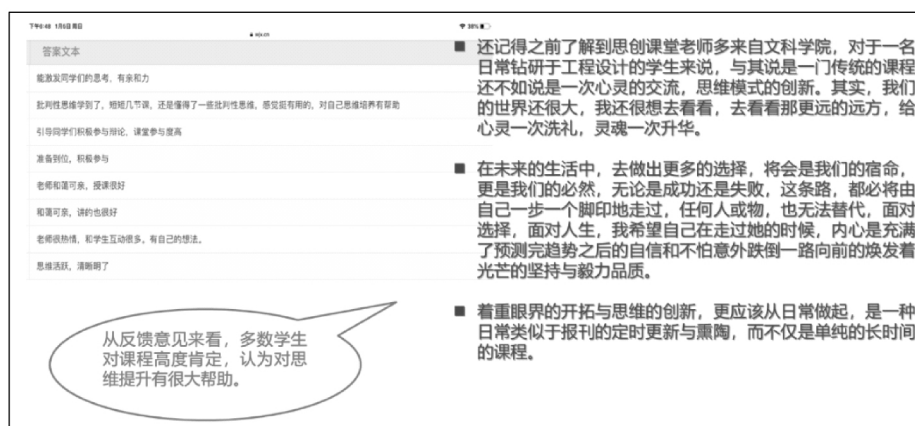 下午8:48 1月6日 周日
wjx.cn
38%
答案文本
能激发同学们的思考，有亲和力
批判性思维学到了，短短几节课，还是懂得了一些批判性思维，感觉挺有用的，对自己思维培养有帮助
引导同学们积极参与辩论、课堂参与度高
准备到位，积极参与
老师和蔼可亲，授课很好
和蔼可亲，讲的也很好
老师很热情，和学生互动很多，有自己的想法。
思维活跃，清晰明了
从反馈意见来看，多数学生
对课程高度肯定，认为对思
维提升有很大帮助。
■ 还记得之前了解到思创课堂老师多来自文科学院，对于一名
日常钻研于工程设计的学生来说，与其说是一门传统的课程
还不如说是一次心灵的交流，思维模式的创新。其实，我们
的世界还很大，我还很想去看看，去看看那更远的远方，给
心灵一次洗礼，灵魂一次升华。
■ 在未来的生活中，去做出更多的选择，将会是我们的宿命，
更是我们的必然，无论是成功还是失败，这条路，都必将由
自己一步一个脚印地走过，任何人或物，也无法替代，面对
选择，面对人生，我希望自己在走过她的时候，内心是充满
了预测完趋势之后的自信和不怕意外跌倒一路向前的焕发着
光芒的坚持与毅力品质。
■ 着重眼界的开拓与思维的创新，更应该从日常做起，是一种
日常类似于报刊的定时更新与熏陶，而不仅是单纯的长时间
的课程。